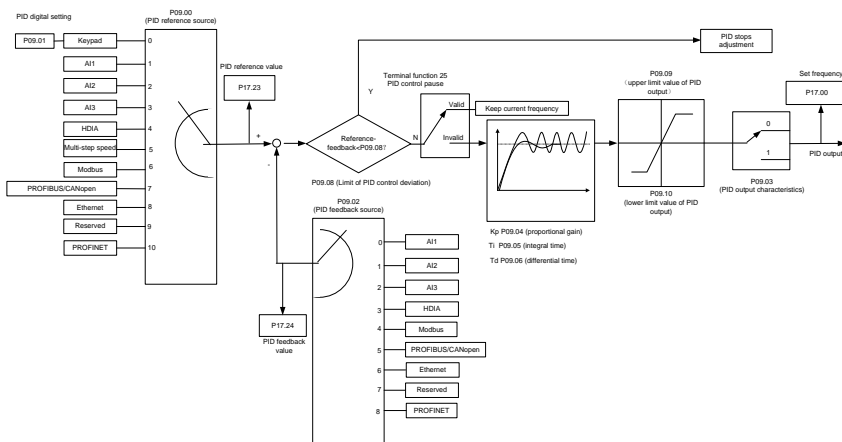 PID digital setting
P09.00
(PID reference source)
P09.01
Keypad
0
AI1
1
AI2
2
AI3
3
HDIA
4
Multi-step speed
5
Modbus
6
PROFIBUS/CANopen
7
Ethernet
8
Reserved
9
PROFINET
10
PID reference value
P17.23
+
-
Reference-
feedback<P09.08?
Y
N
P09.08 (Limit of PID control deviation)
PID stops
adjustment
Terminal function 25
PID control pause
Valid
Invalid
Keep current frequency
Kp P09.04 (proportional gain)
Ti P09.05 (integral time)
Td P09.06 (differential time)
P09.09
(upper limit value of PID
output)
P09.10
(lower limit value of PID
output)
0
1
P09.03
(PID output characteristics)
Set frequency
P17.00
PID output
P09.02
(PID feedback source)
P17.24
PID feedback
value
0
AI1
1
AI2
2
AI3
3
HDIA
4
Modbus
5
PROFIBUS/CANopen
6
Ethernet
7
Reserved
8
PROFINET